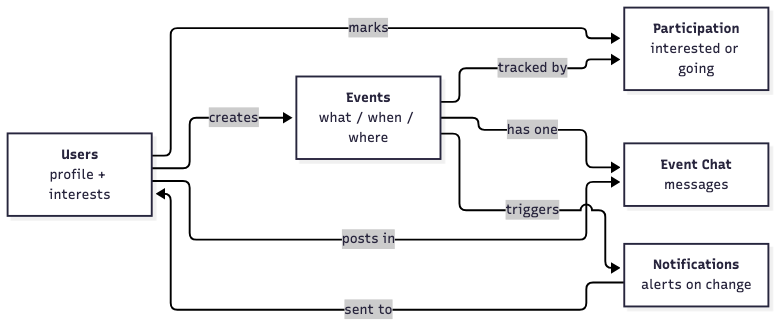 marks
Participation
interested or
going
tracked by
Events
what / when /
where
creates
has one
Users
profile +
interests
Event Chat
messages
triggers
posts in
Notifications
alerts on change
sent to